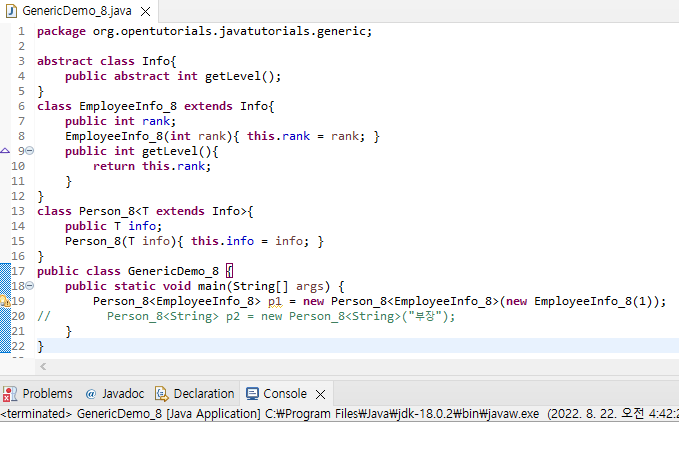 GenericDemo_8.java
1 package org.opentutorials.javatutorials.generic;
2
3 abstract class Info{
4     public abstract int getLevel();
5 }
6 class EmployeeInfo_8 extends Info{
7     public int rank;
8     EmployeeInfo_8(int rank){ this.rank = rank; }
9     public int getLevel(){
10         return this.rank;
11     }
12 }
13 class Person_8<T extends Info>{
14     public T info;
15     Person_8(T info){ this.info = info; }
16 }
17 public class GenericDemo_8 {
18     public static void main(String[] args) {
19         Person_8<EmployeeInfo_8> p1 = new Person_8<EmployeeInfo_8>(new EmployeeInfo_8(1));
20 //        Person_8<String> p2 = new Person_8<String>("부장");
21     }
22 }
Problems @ Javadoc Declaration Console
<terminated> GenericDemo_8 [Java Application] C:₩Program Files₩Java₩jdk-18.0.2₩bin₩javaw.exe (2022. 8. 22. 오전 4:42:2